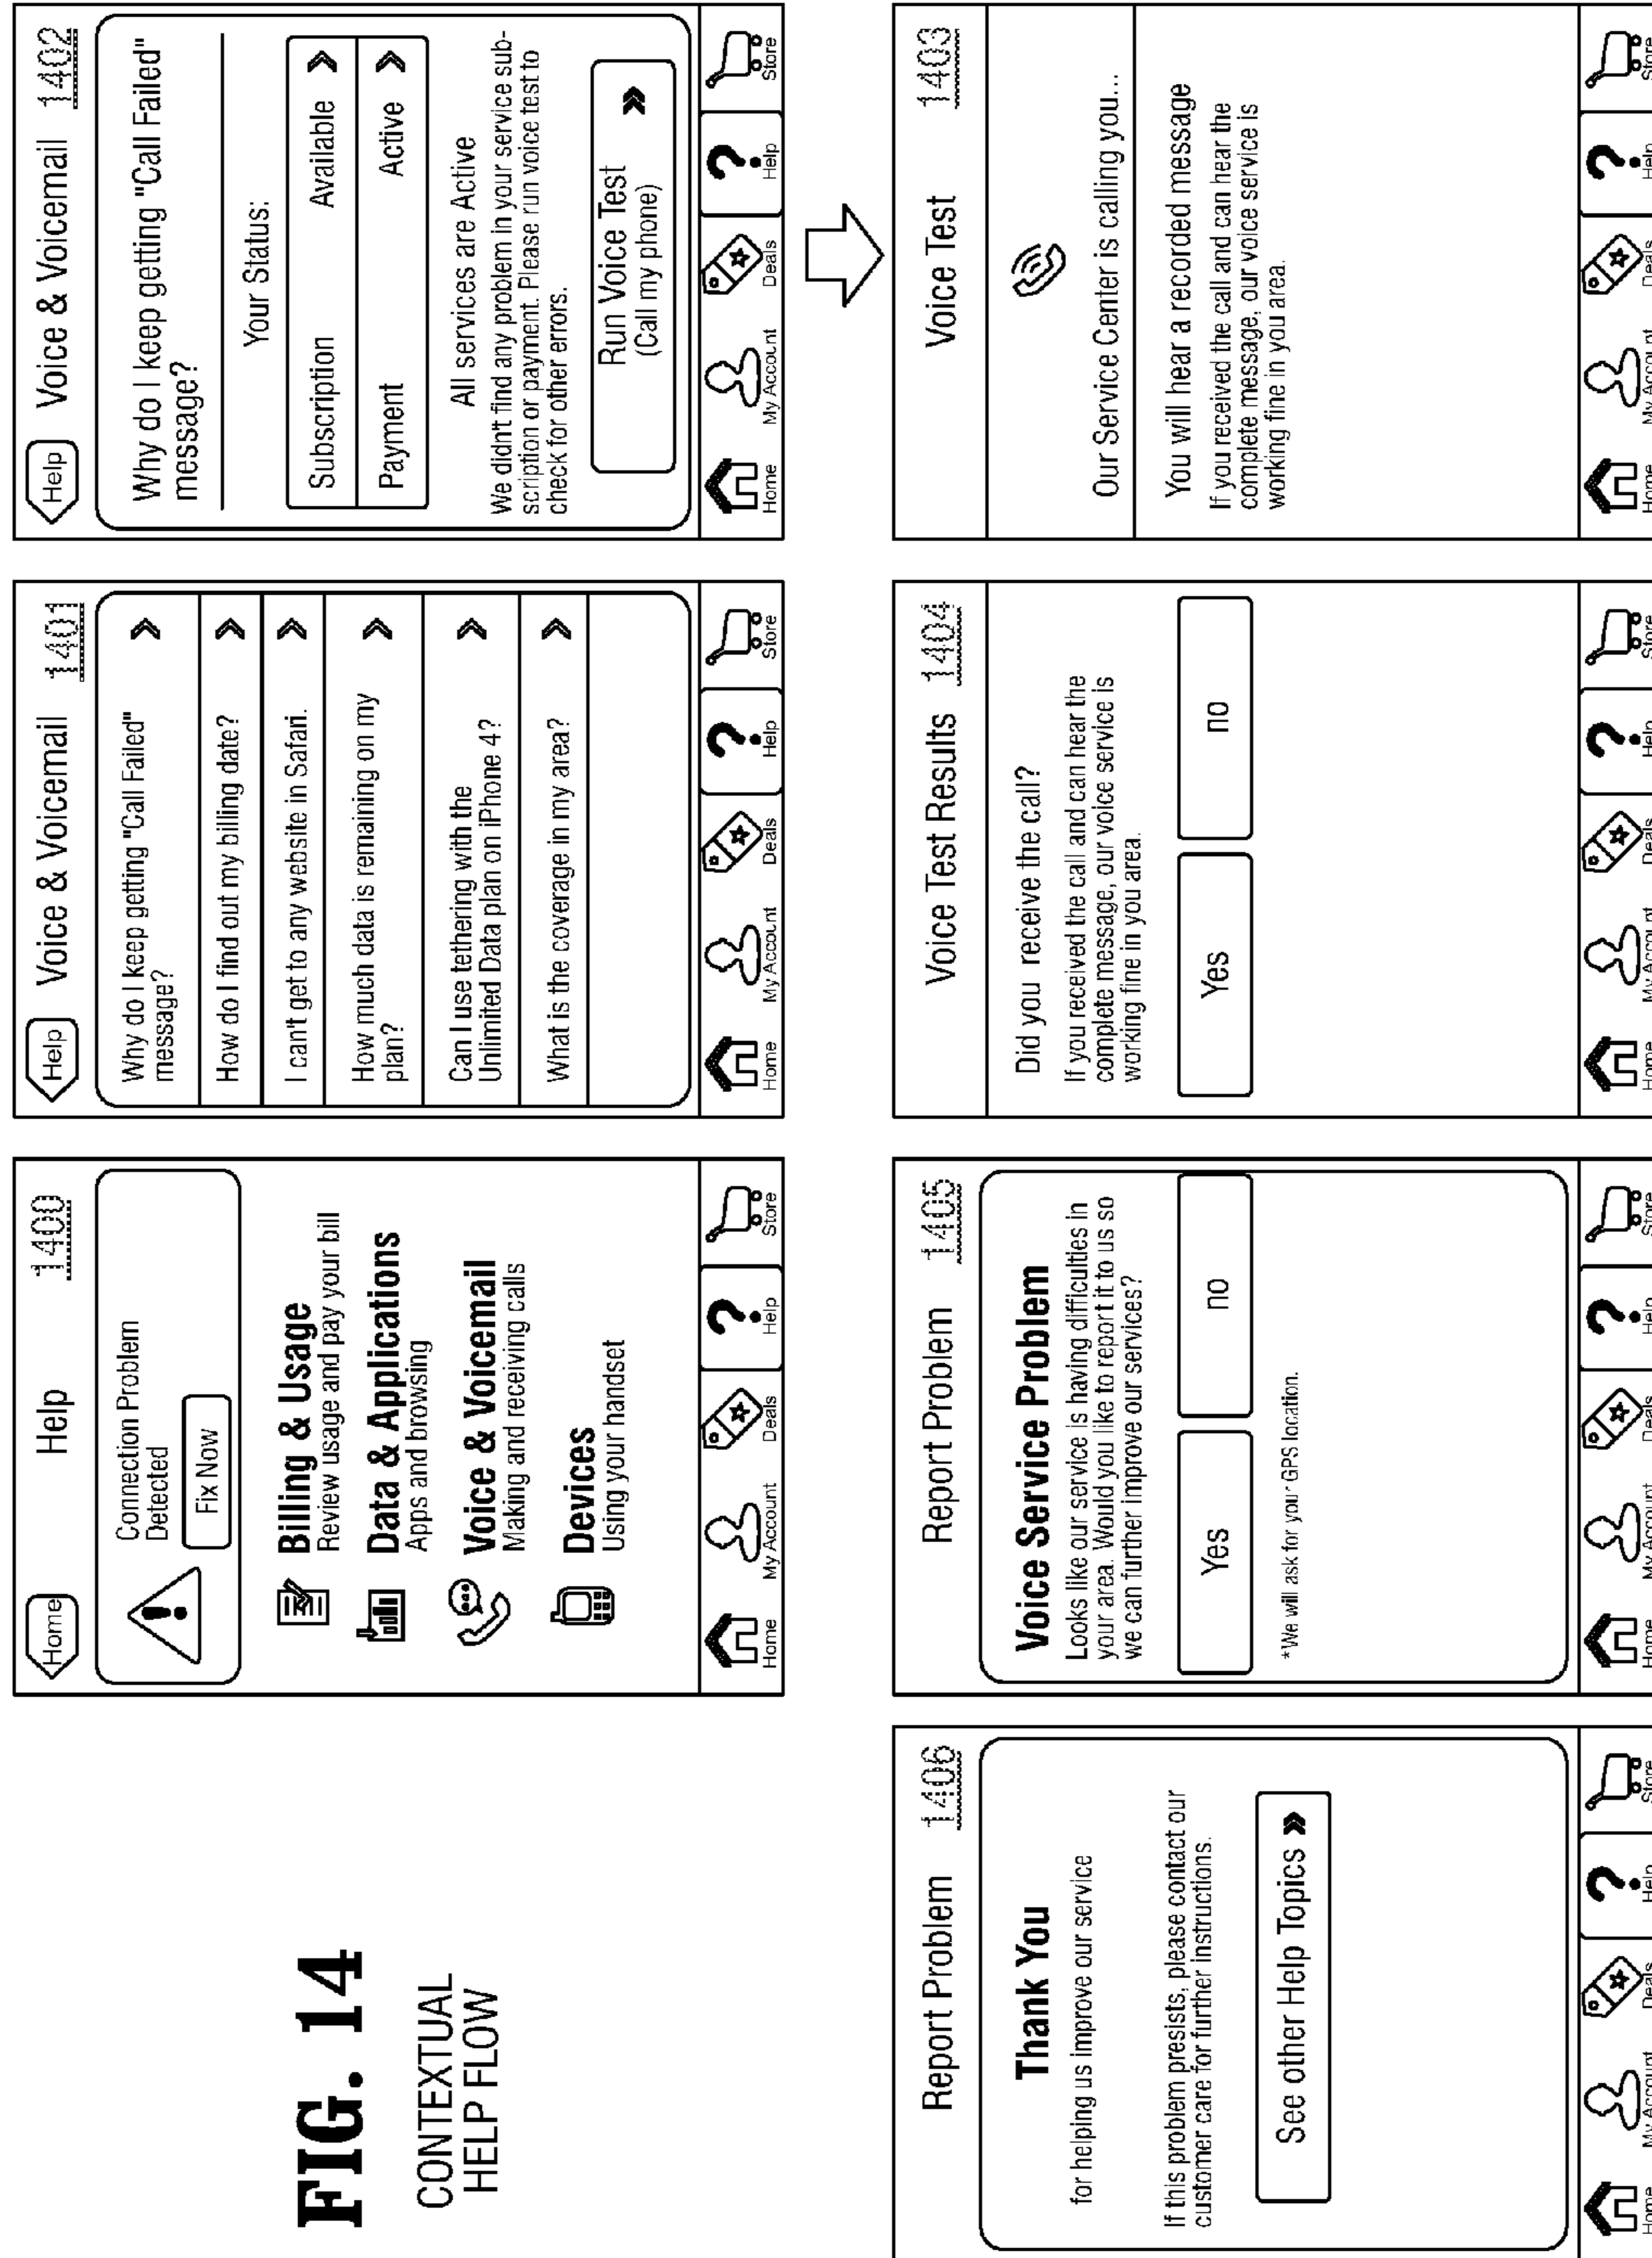 FIG. 14
CONTEXTUAL
HELP FLOW
Home
Help
1400
Connection Problem
Detected
Fix Now
Billing & Usage
Review usage and pay your bill
Data & Applications
Apps and browsing
Voice & Voicemail
Making and receiving calls
Devices
Using your handset
Home My Account Deals Help Store
Help
Voice & Voicemail
1401
Why do I keep getting "Call Failed"
message?
How do I find out my billing date?
I can't get to any website in Safari.
How much data is remaining on my
plan?
Can I use tethering with the
Unlimited Data plan on iPhone 4?
What is the coverage in my area?
Home My Account Deals Help Store
Help
Voice & Voicemail
1402
Why do I keep getting "Call Failed"
message?
Your Status:
Subscription Available
Payment Active
All services are Active
We didn't find any problem in your service sub-
scription or payment. Please run voice test to
check for other errors.
Run Voice Test
(Call my phone)
Home My Account Deals Help Store
Report Problem 1406
Thank You
for helping us improve our service
If this problem presists, please contact our
customer care for further instructions.
See other Help Topics
Home My Account Deals Help Store
Report Problem 1405
Voice Service Problem
Looks like our service is having difficulties in
your area. Would you like to report it to us so
we can further improve our services?
Yes no
*We will ask for your GPS location.
Home My Account Deals Help Store
Voice Test Results 1404
Did you receive the call?
If you received the call and can hear the
complete message, our voice service is
working fine in you area.
Yes no
Home My Account Deals Help Store
Voice Test 1403
Our Service Center is calling you...
You will hear a recorded message
If you received the call and can hear the
complete message, our voice service is
working fine in you area.
Home My Account Deals Help Store